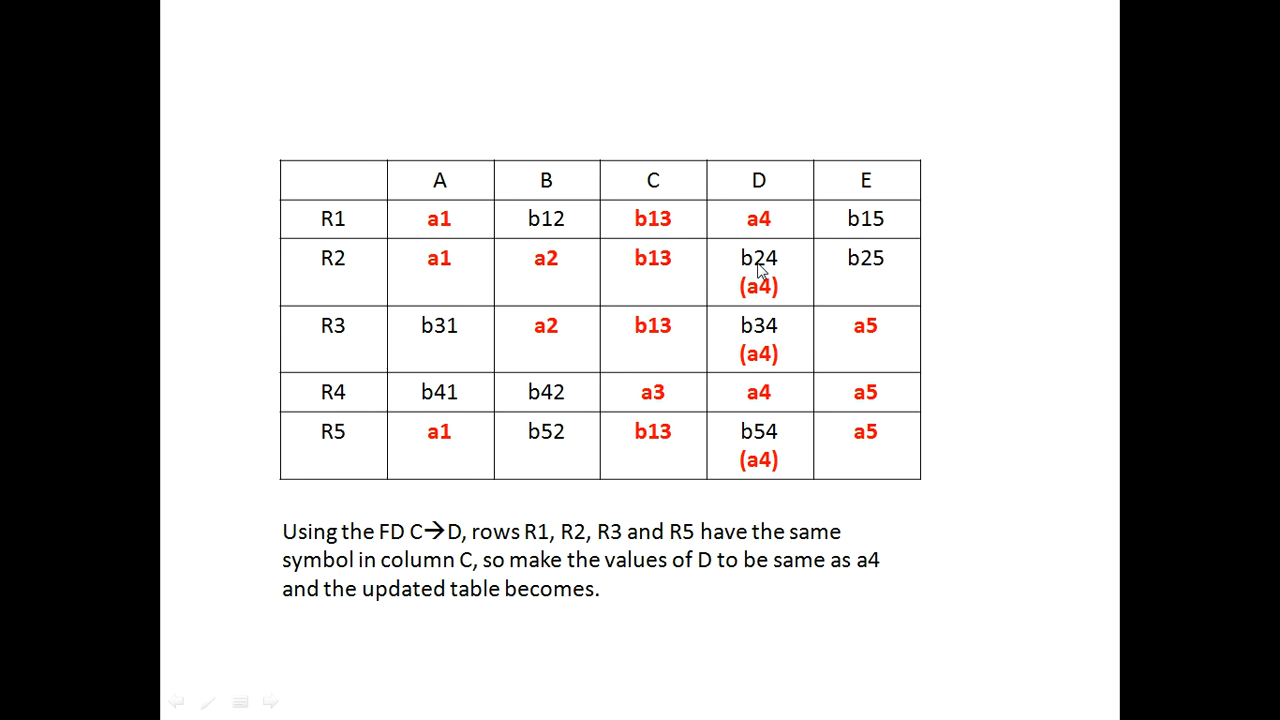 A B C D E
R1 a1 b12 b13 a4 b15
R2 a1 a2 b13 b24 b25
(a4)
R3 b31 a2 b13 b34 a5
(a4)
R4 b41 b42 a3 a4 a5
R5 a1 b52 b13 b54 a5
(a4)
Using the FD C→D, rows R1, R2, R3 and R5 have the same
symbol in column C, so make the values of D to be same as a4
and the updated table becomes.